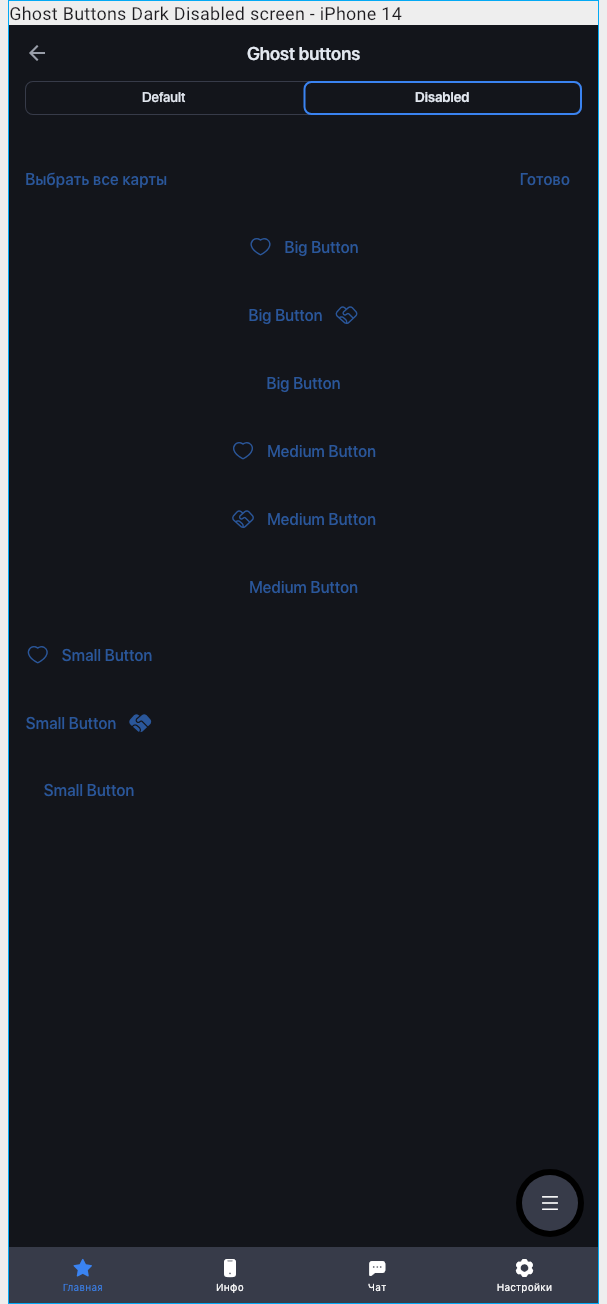 Ghost Buttons Dark Disabled screen - iPhone 14
Ghost buttons
Default Disabled
Выбрать все карты Готово
Big Button
Big Button
Big Button
Medium Button
Medium Button
Medium Button
Small Button
Small Button
Small Button
Главная Инфо Чат Настройки